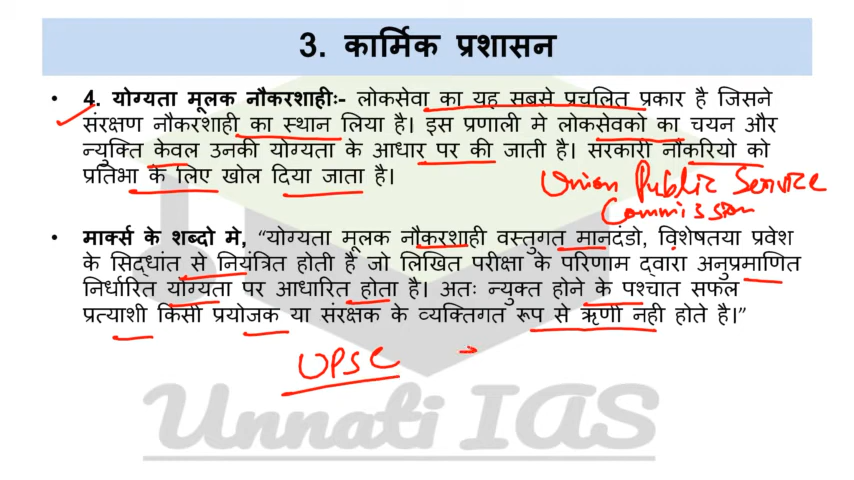 3. कार्मिक प्रशासन
• 4. योग्यता मूलक नौकरशाहीः- लोकसेवा का यह सबसे प्रचलित प्रकार है जिसने
संरक्षण नौकरशाही का स्थान लिया है। इस प्रणाली मे लोकसेवको का चयन और
न्युक्ति केवल उनकी योग्यता के आधार पर की जाती है। सरकारी नौकरियो को
प्रतिभा के लिए खोल दिया जाता है।
Union Public Service
Commission
• मार्क्स के शब्दो मे, “योग्यता मूलक नौकरशाही वस्तुगत मानदंडो, विशेषतया प्रवेश
के सिद्धांत से नियंत्रित होती है जो लिखित परीक्षा के परिणाम द्वारा अनुप्रमाणित
निर्धारित योग्यता पर आधारित होता है। अतः न्युक्त होने के पश्चात सफल
प्रत्याशी किसी प्रयोजक या संरक्षक के व्यक्तिगत रूप से ऋणी नही होते है।”
UPSC
Unnati IAS